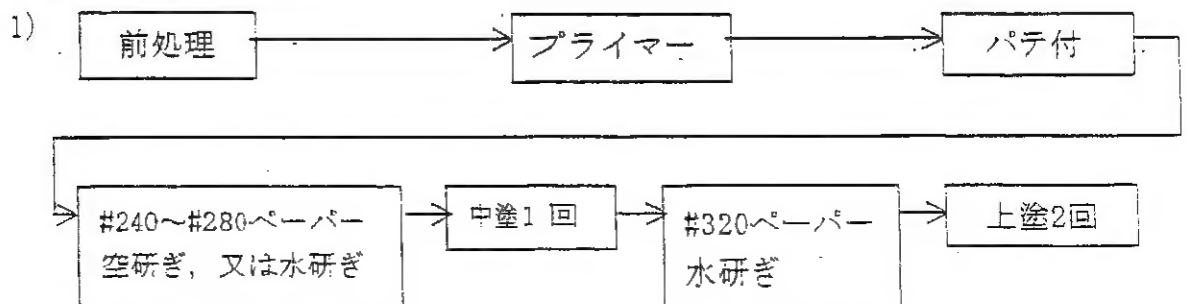 1)
前処理
プライマー
パテ付
#240～#280ペーパー
空研ぎ，又は水研ぎ
中塗1回
#320ペーパー
水研ぎ
上塗2回